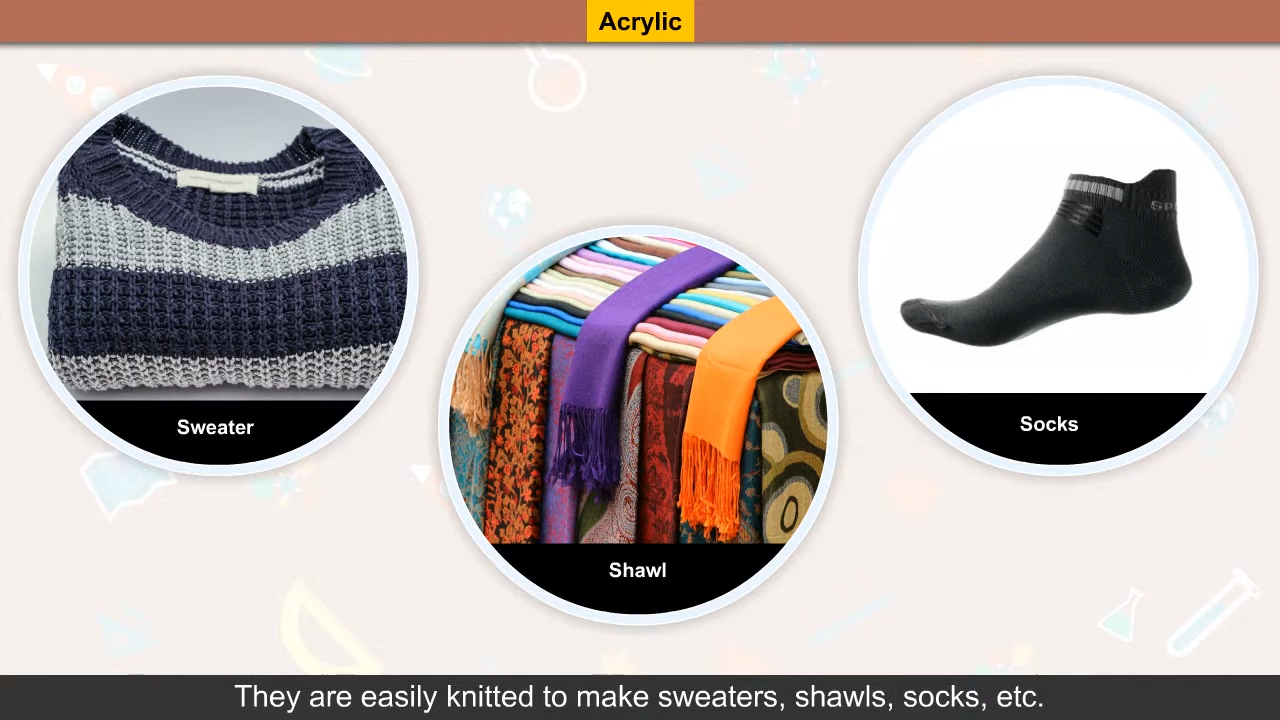 Acrylic
Sweater
Shawl
Socks
They are easily knitted to make sweaters, shawls, socks, etc.